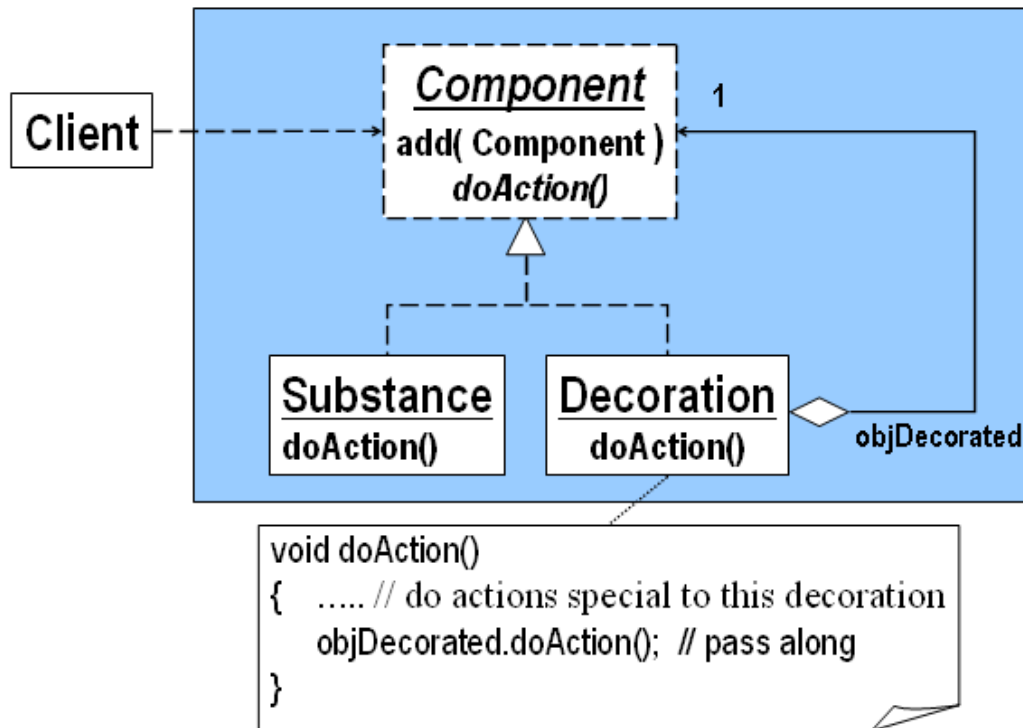 Component
1
Client
add( Component )
doAction()
Substance
doAction()
Decoration
doAction()
objDecorated
void doAction()
{ ..... // do actions special to this decoration
objDecorated.doAction(); // pass along
}